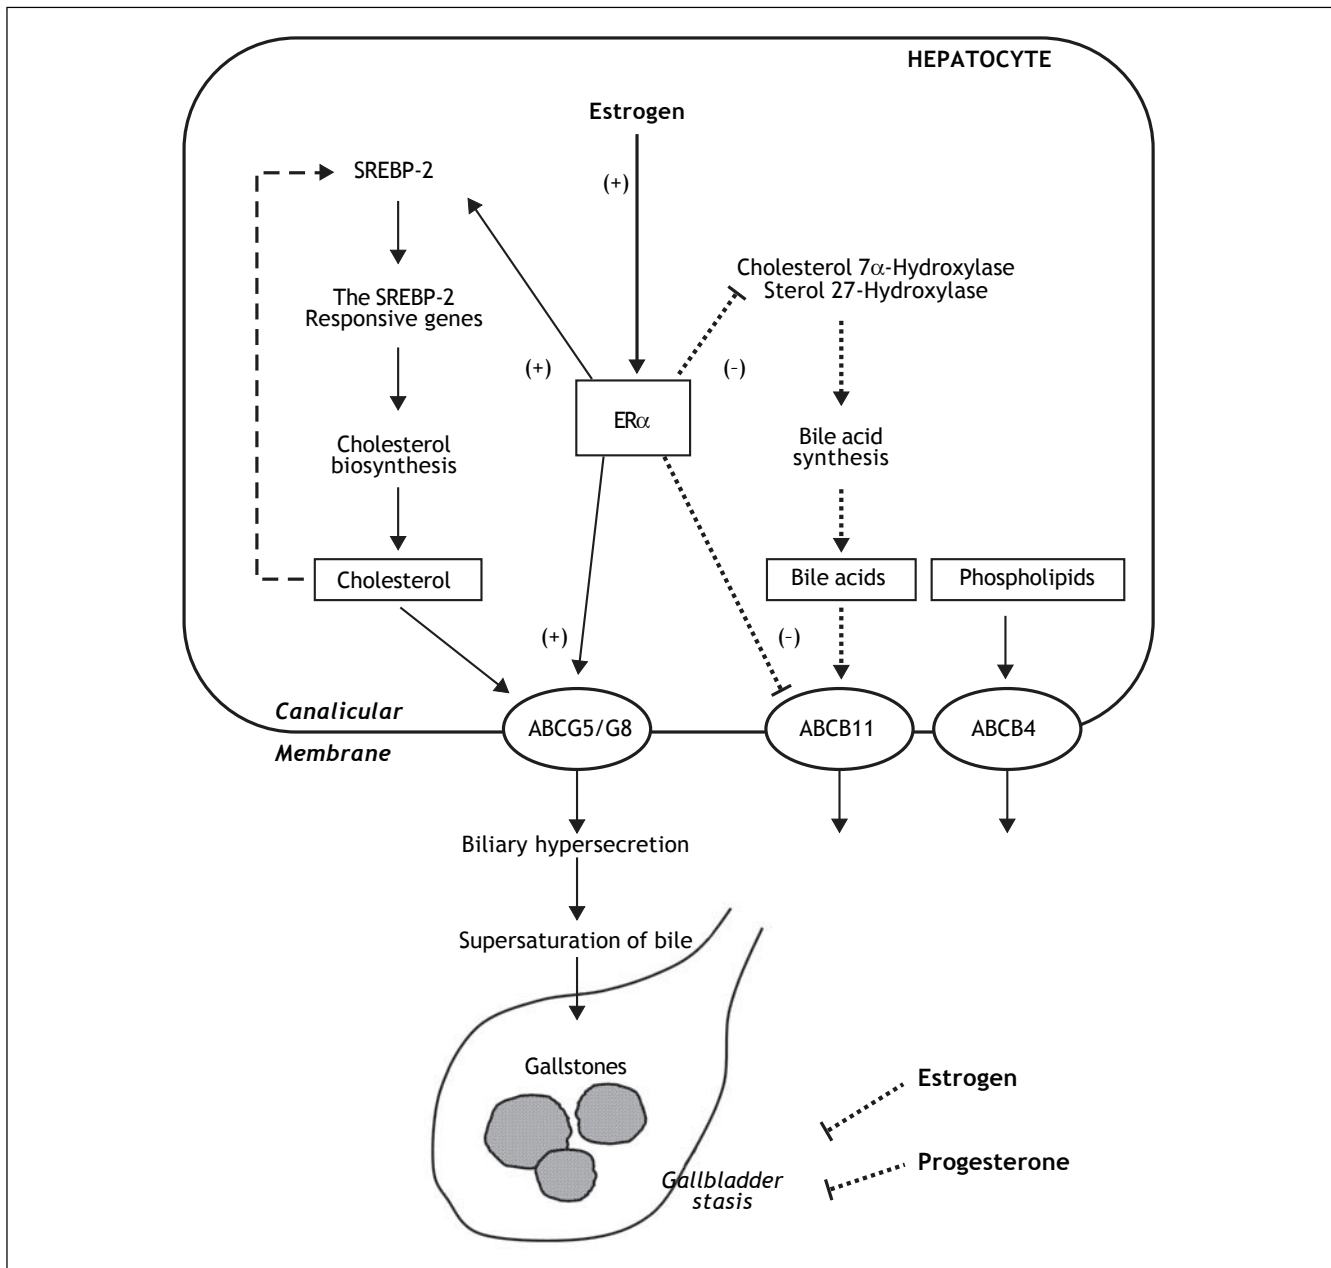 HEPATOCYTE
Estrogen
SREBP-2
(+)
Cholesterol 7α-Hydroxylase
Sterol 27-Hydroxylase
The SREBP-2
Responsive genes
(+)
(-)
ERα
Cholesterol
biosynthesis
Bile acid
synthesis
Cholesterol
Bile acids
Phospholipids
(+)
(-)
Canalicular
Membrane
ABCG5/G8
ABCB11
ABCB4
Biliary hypersecretion
Supersaturation of bile
Gallstones
Estrogen
Progesterone
Gallbladder
stasis